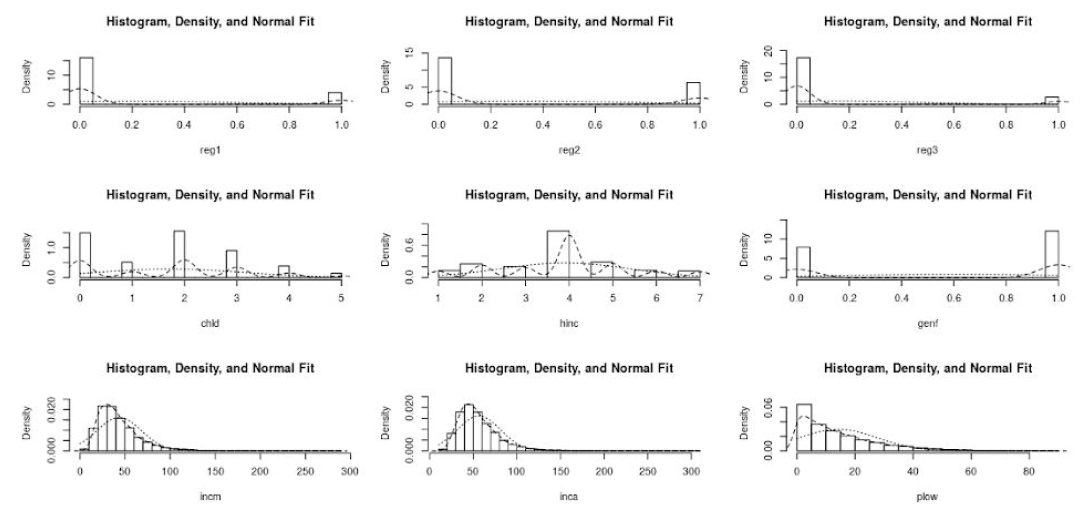 Histogram, Density, and Normal Fit Histogram, Density, and Normal Fit Histogram, Density, and Normal Fit
Density 0 10 Density 0 5 15 Density 0 10 20
0.0 0.2 0.4 0.6 0.8 1.0 0.0 0.2 0.4 0.6 0.8 1.0 0.0 0.2 0.4 0.6 0.8 1.0
reg1 reg2 reg3
Histogram, Density, and Normal Fit Histogram, Density, and Normal Fit Histogram, Density, and Normal Fit
Density 0.0 1.0 Density 0.0 0.6 Density 0 5 10
0 1 2 3 4 5 1 2 3 4 5 6 7 0.0 0.2 0.4 0.6 0.8 1.0
chld hinc genf
Histogram, Density, and Normal Fit Histogram, Density, and Normal Fit Histogram, Density, and Normal Fit
Density 0.000 0.020 Density 0.000 0.020 Density 0.00 0.06
0 50 100 150 200 250 300 0 50 100 150 200 250 300 0 20 40 60 80
incm inca plow